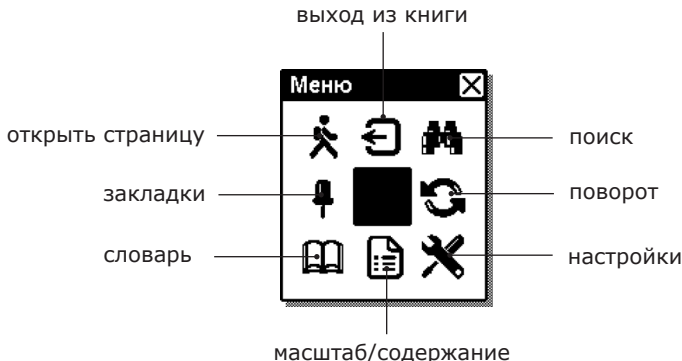 выход из книги
Меню
открыть страницу
поиск
закладки
поворот
словарь
настройки
масштаб/содержание